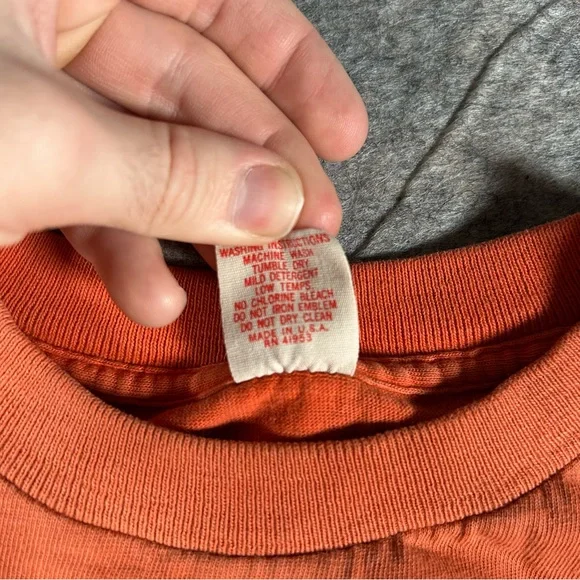 WASHING INSTRUCTIONS
MACHINE WASH
TUMBLE DRY
MILD DETERGENT
LOW TEMPS.
NO CHLORINE BLEACH
DO NOT IRON EMBLEM
DO NOT DRY CLEAN
MADE IN U.S.A.
RN 41953